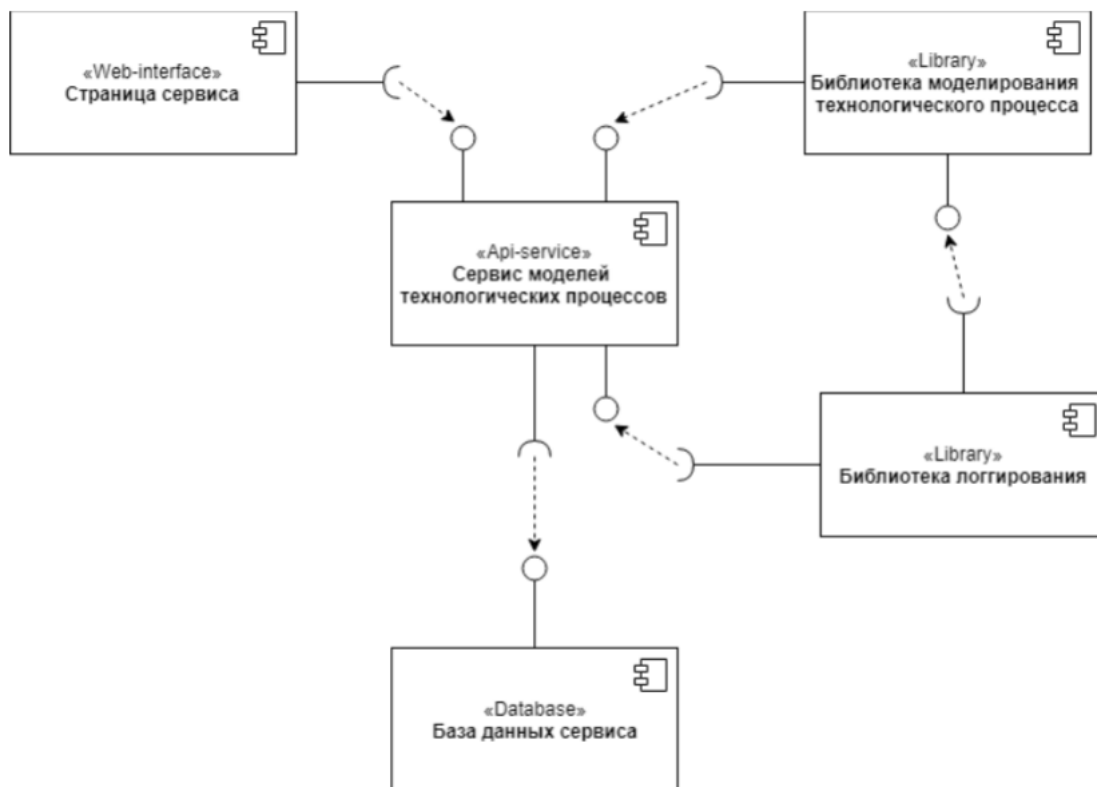 «Web-interface»
Страница сервиса
«Library»
Библиотека моделирования
технологического процесса
«Api-service»
Сервис моделей
технологических процессов
«Library»
Библиотека логгирования
«Database»
База данных сервиса